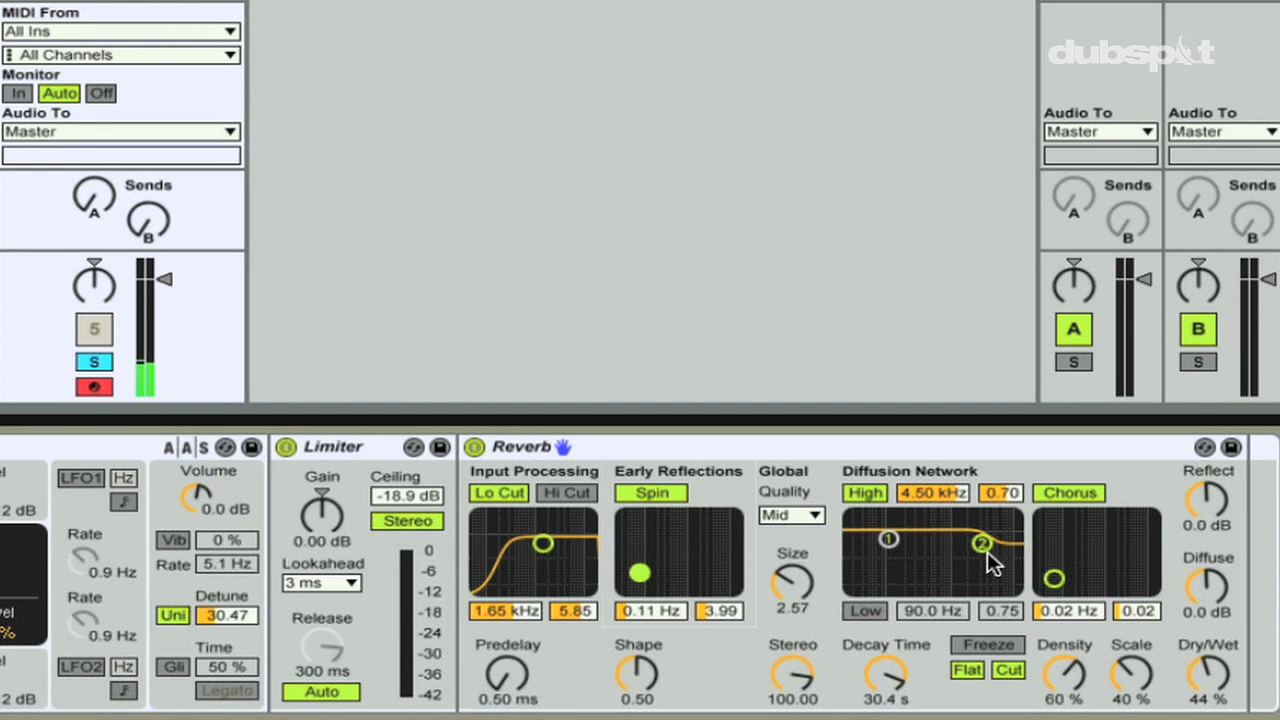 MIDI From
All Ins
All Channels
Monitor
In Auto Off
Audio To
Master
Sends
A
B
5
S
dubspot
Audio To
Master
Sends
A
B
A
S
Audio To
Master
Sends
A
B
B
S
2 dB
%
2 dB
LFO1 Hz
Rate
0.9 Hz
Rate
0.9 Hz
LFO2 Hz
A|A|S
Volume
0.0 dB
Vib 0 %
Rate 5.1 Hz
Detune
Uni 30.47
Time
Gli 50 %
Legato
Limiter
Gain
0.00 dB
Ceiling
-18.9 dB
Stereo
Lookahead
3 ms
Release
300 ms
Auto
0
-6
-12
-18
-24
-30
-36
-42
Reverb
Input Processing
Lo Cut Hi Cut
1.65 kHz 5.85
Predelay
0.50 ms
Early Reflections
Spin
0.11 Hz 3.99
Shape
0.50
Global
Quality
Mid
Size
2.57
Stereo
100.00
Diffusion Network
High 4.50 kHz 0.70 Chorus
1 2
Low 90.0 Hz 0.75 0.02 Hz 0.02
Decay Time
30.4 s
Freeze
Flat Cut
Density
60 %
Scale
40 %
Reflect
0.0 dB
Diffuse
0.0 dB
Dry/Wet
44 %